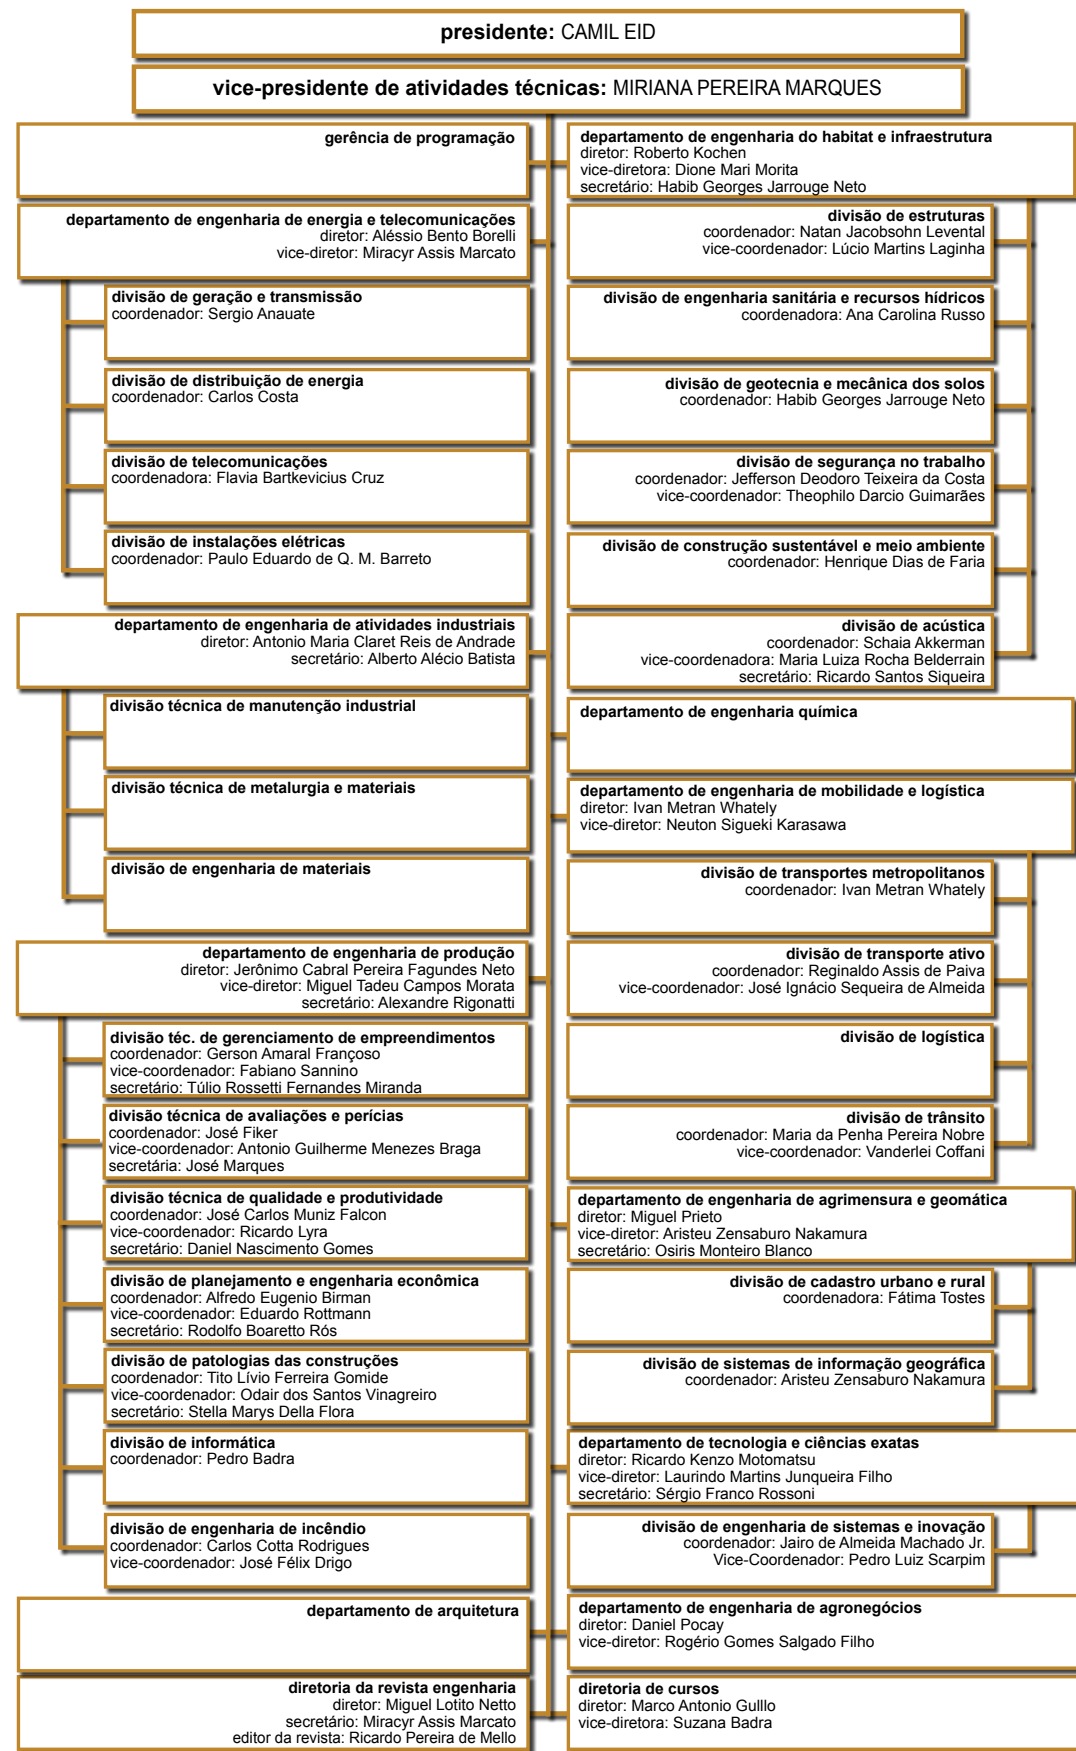 presidente: CAMIL EID
vice-presidente de atividades técnicas: MIRIANA PEREIRA MARQUES
gerência de programação
departamento de engenharia de energia e telecomunicações
diretor: Aléssio Bento Borelli
vice-diretor: Miracyr Assis Marcato
divisão de geração e transmissão
coordenador: Sergio Anauate
divisão de distribuição de energia
coordenador: Carlos Costa
divisão de telecomunicações
coordenadora: Flavia Bartkevicius Cruz
divisão de instalações elétricas
coordenador: Paulo Eduardo de Q. M. Barreto
departamento de engenharia de atividades industriais
diretor: Antonio Maria Claret Reis de Andrade
secretário: Alberto Alécio Batista
divisão técnica de manutenção industrial
divisão técnica de metalurgia e materiais
divisão de engenharia de materiais
departamento de engenharia de produção
diretor: Jerônimo Cabral Pereira Fagundes Neto
vice-diretor: Miguel Tadeu Campos Morata
secretário: Alexandre Rigonatti
divisão téc. de gerenciamento de empreendimentos
coordenador: Gerson Amaral Françoso
vice-coordenador: Fabiano Sannino
secretário: Túlio Rossetti Fernandes Miranda
divisão técnica de avaliações e perícias
coordenador: José Fiker
vice-coordenador: Antonio Guilherme Menezes Braga
secretária: José Marques
divisão técnica de qualidade e produtividade
coordenador: José Carlos Muniz Falcon
vice-coordenador: Ricardo Lyra
secretário: Daniel Nascimento Gomes
divisão de planejamento e engenharia econômica
coordenador: Alfredo Eugenio Birman
vice-coordenador: Eduardo Rottmann
secretário: Rodolfo Boaretto Rós
divisão de patologias das construções
coordenador: Tito Lívio Ferreira Gomide
vice-coordenador: Odair dos Santos Vinagreiro
secretário: Stella Marys Della Flora
divisão de informática
coordenador: Pedro Badra
divisão de engenharia de incêndio
coordenador: Carlos Cotta Rodrigues
vice-coordenador: José Félix Drigo
departamento de arquitetura
diretoria da revista engenharia
diretor: Miguel Lotito Netto
secretário: Miracyr Assis Marcato
editor da revista: Ricardo Pereira de Mello
departamento de engenharia do habitat e infraestrutura
diretor: Roberto Kochen
vice-diretora: Dione Mari Morita
secretário: Habib Georges Jarrouge Neto
divisão de estruturas
coordenador: Natan Jacobsohn Levental
vice-coordenador: Lúcio Martins Laginha
divisão de engenharia sanitária e recursos hídricos
coordenadora: Ana Carolina Russo
divisão de geotecnia e mecânica dos solos
coordenador: Habib Georges Jarrouge Neto
divisão de segurança no trabalho
coordenador: Jefferson Deodoro Teixeira da Costa
vice-coordenador: Theophilo Darcio Guimarães
divisão de construção sustentável e meio ambiente
coordenador: Henrique Dias de Faria
divisão de acústica
coordenador: Schaia Akkerman
vice-coordenadora: Maria Luiza Rocha Belderrain
secretário: Ricardo Santos Siqueira
departamento de engenharia química
departamento de engenharia de mobilidade e logística
diretor: Ivan Metran Whately
vice-diretor: Neuton Sigueki Karasawa
divisão de transportes metropolitanos
coordenador: Ivan Metran Whately
divisão de transporte ativo
coordenador: Reginaldo Assis de Paiva
vice-coordenador: José Ignácio Sequeira de Almeida
divisão de logística
divisão de trânsito
coordenador: Maria da Penha Pereira Nobre
vice-coordenador: Vanderlei Coffani
departamento de engenharia de agrimensura e geomática
diretor: Miguel Prieto
vice-diretor: Aristeu Zensaburo Nakamura
secretário: Osiris Monteiro Blanco
divisão de cadastro urbano e rural
coordenadora: Fátima Tostes
divisão de sistemas de informação geográfica
coordenador: Aristeu Zensaburo Nakamura
departamento de tecnologia e ciências exatas
diretor: Ricardo Kenzo Motomatsu
vice-diretor: Laurindo Martins Junqueira Filho
secretário: Sérgio Franco Rossoni
divisão de engenharia de sistemas e inovação
coordenador: Jairo de Almeida Machado Jr.
Vice-Coordenador: Pedro Luiz Scarpim
departamento de engenharia de agronegócios
diretor: Daniel Pocay
vice-diretor: Rogério Gomes Salgado Filho
diretoria de cursos
diretor: Marco Antonio Gulllo
vice-diretora: Suzana Badra